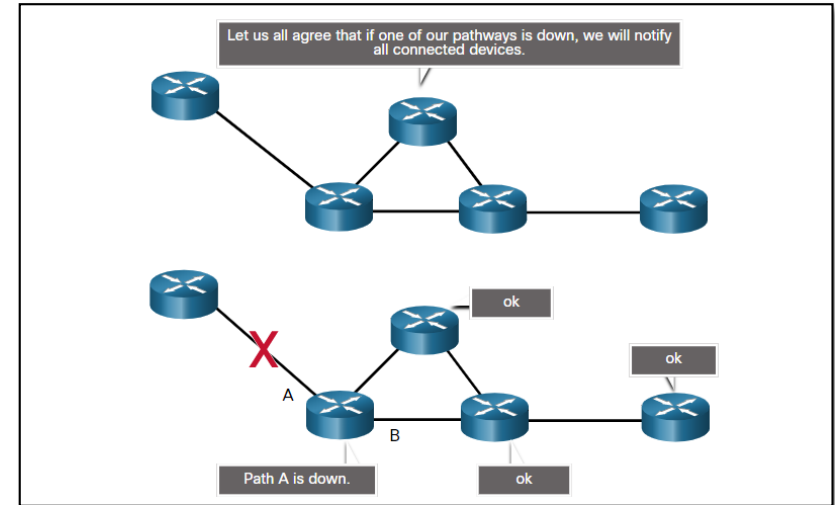 Let us all agree that if one of our pathways is down, we will notify
all connected devices.
ok
ok
A
B
Path A is down.
ok